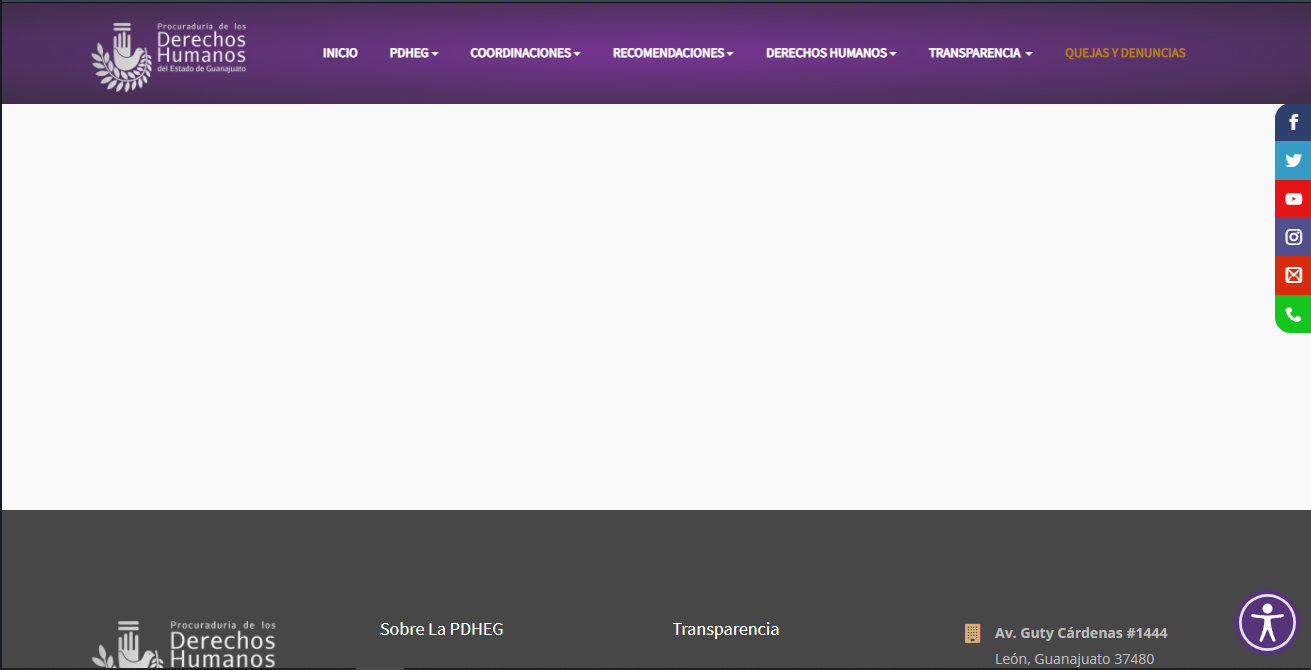 Procuraduría de los
Derechos
Humanos
del Estado de Guanajuato
INICIO PDHEG COORDINACIONES RECOMENDACIONES DERECHOS HUMANOS TRANSPARENCIA QUEJAS Y DENUNCIAS
Procuraduría de los
Derechos
Humanos
Sobre La PDHEG
Transparencia
Av. Guty Cárdenas #1444
León, Guanajuato 37480